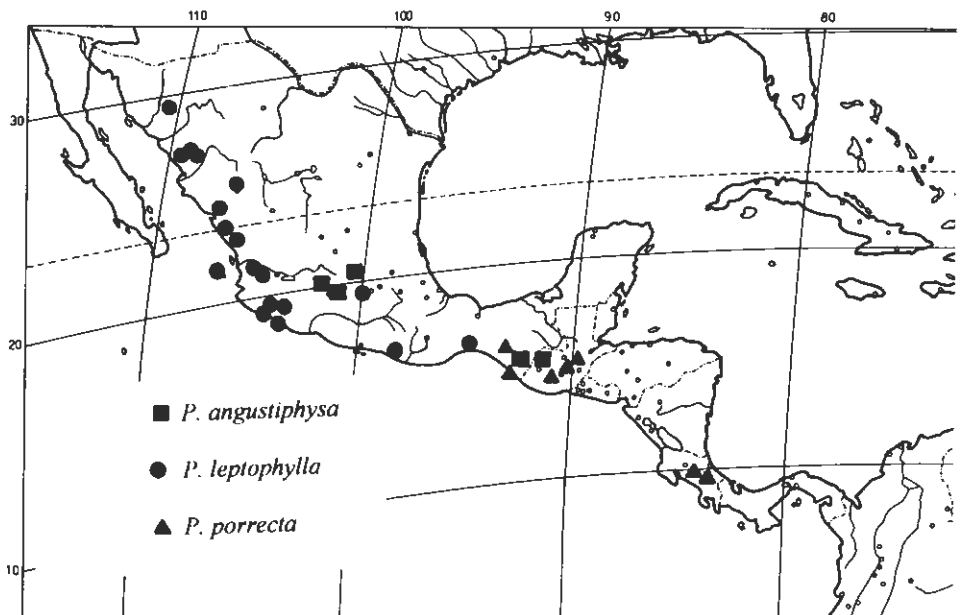 110 100 90 80
30
20
P. angustiphysa
P. leptophylla
P. porrecta
10